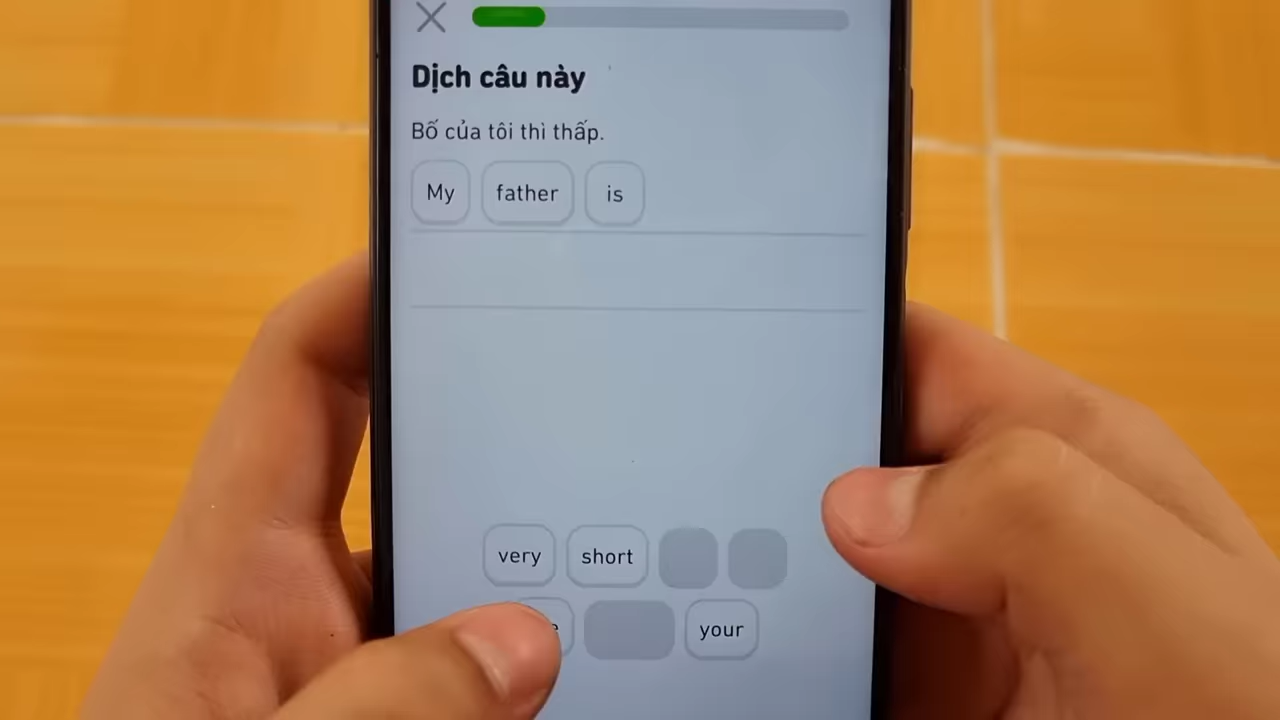 Dịch câu này
Bố của tôi thì thấp.
My father is
very short
your